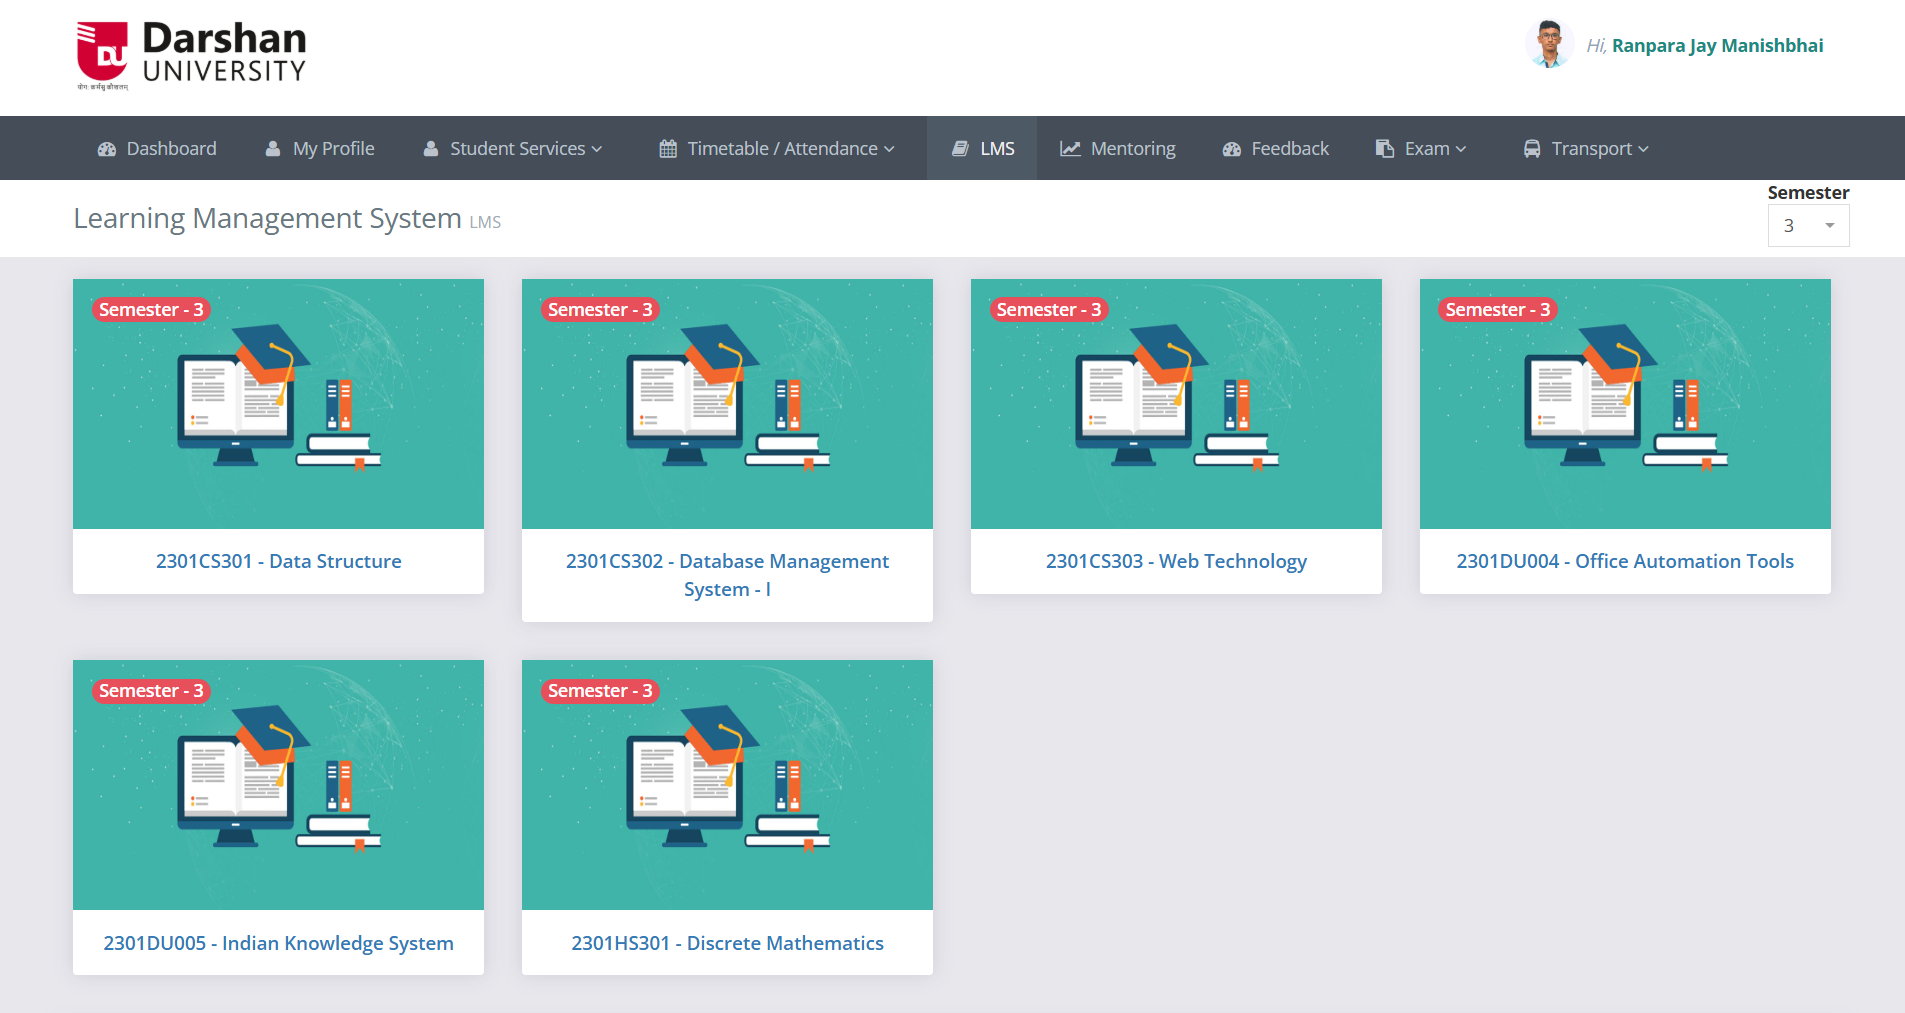 Darshan
UNIVERSITY
योगः कर्मसु कौशलम्
Hi, Ranpara Jay Manishbhai
Dashboard
My Profile
Student Services
Timetable / Attendance
LMS
Mentoring
Feedback
Exam
Transport
Learning Management System LMS
Semester
3
Semester - 3
2301CS301 - Data Structure
Semester - 3
2301CS302 - Database Management
System - I
Semester - 3
2301CS303 - Web Technology
Semester - 3
2301DU004 - Office Automation Tools
Semester - 3
2301DU005 - Indian Knowledge System
Semester - 3
2301HS301 - Discrete Mathematics